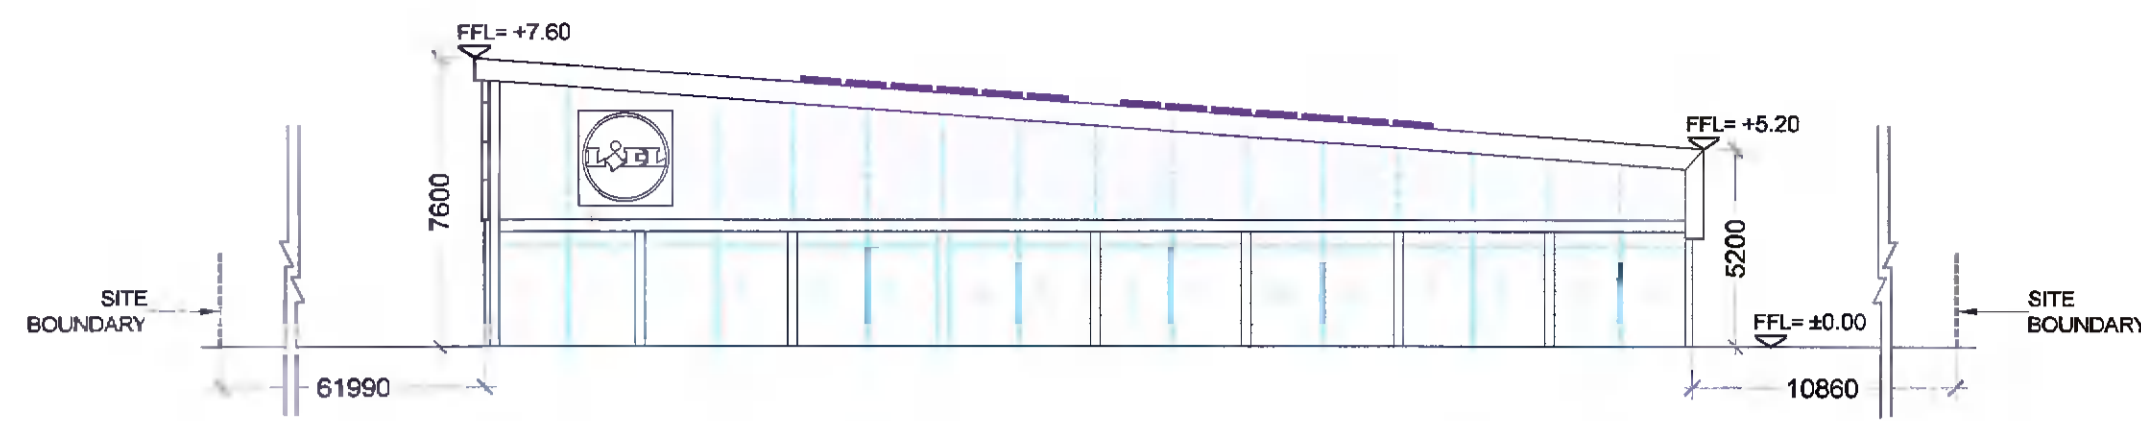 FFL= +7.60
FFL= +5.20
LIDL
7600
5200
SITE
BOUNDARY
FFL= ±0.00
SITE
BOUNDARY
61990
10860